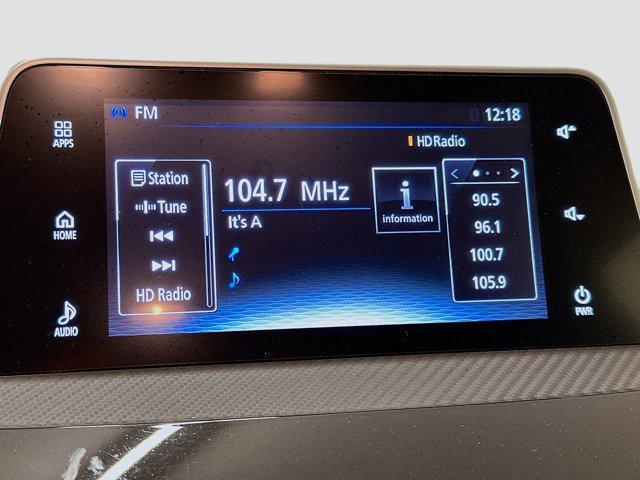 FM 12:18
HD Radio
APPS
HOME
AUDIO
Station
Tune
HD Radio
104.7 MHz
It's A
i
information
90.5
96.1
100.7
105.9
PWR